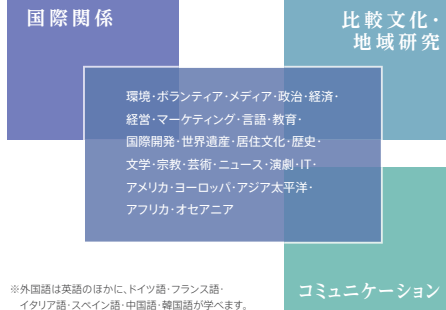 国際関係
比較文化・
地域研究
環境・ボランティア・メディア・政治・経済・
経営・マーケティング・言語・教育・
国際開発・世界遺産・居住文化・歴史・
文学・宗教・芸術・ニュース・演劇・IT・
アメリカ・ヨーロッパ・アジア太平洋・
アフリカ・オセアニア
コミュニケーション
※外国語は英語のほかに、ドイツ語・フランス語・
イタリア語・スペイン語・中国語・韓国語が学べます。